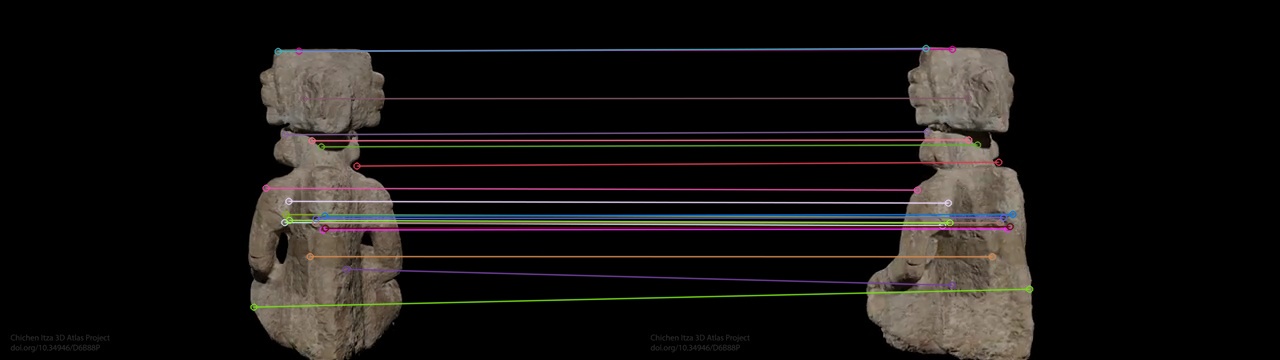 Chichen Itza 3D Atlas Project
doi.org/10.34946/D6B88P
Chichen Itza 3D Atlas Project
doi.org/10.34946/D6B88P